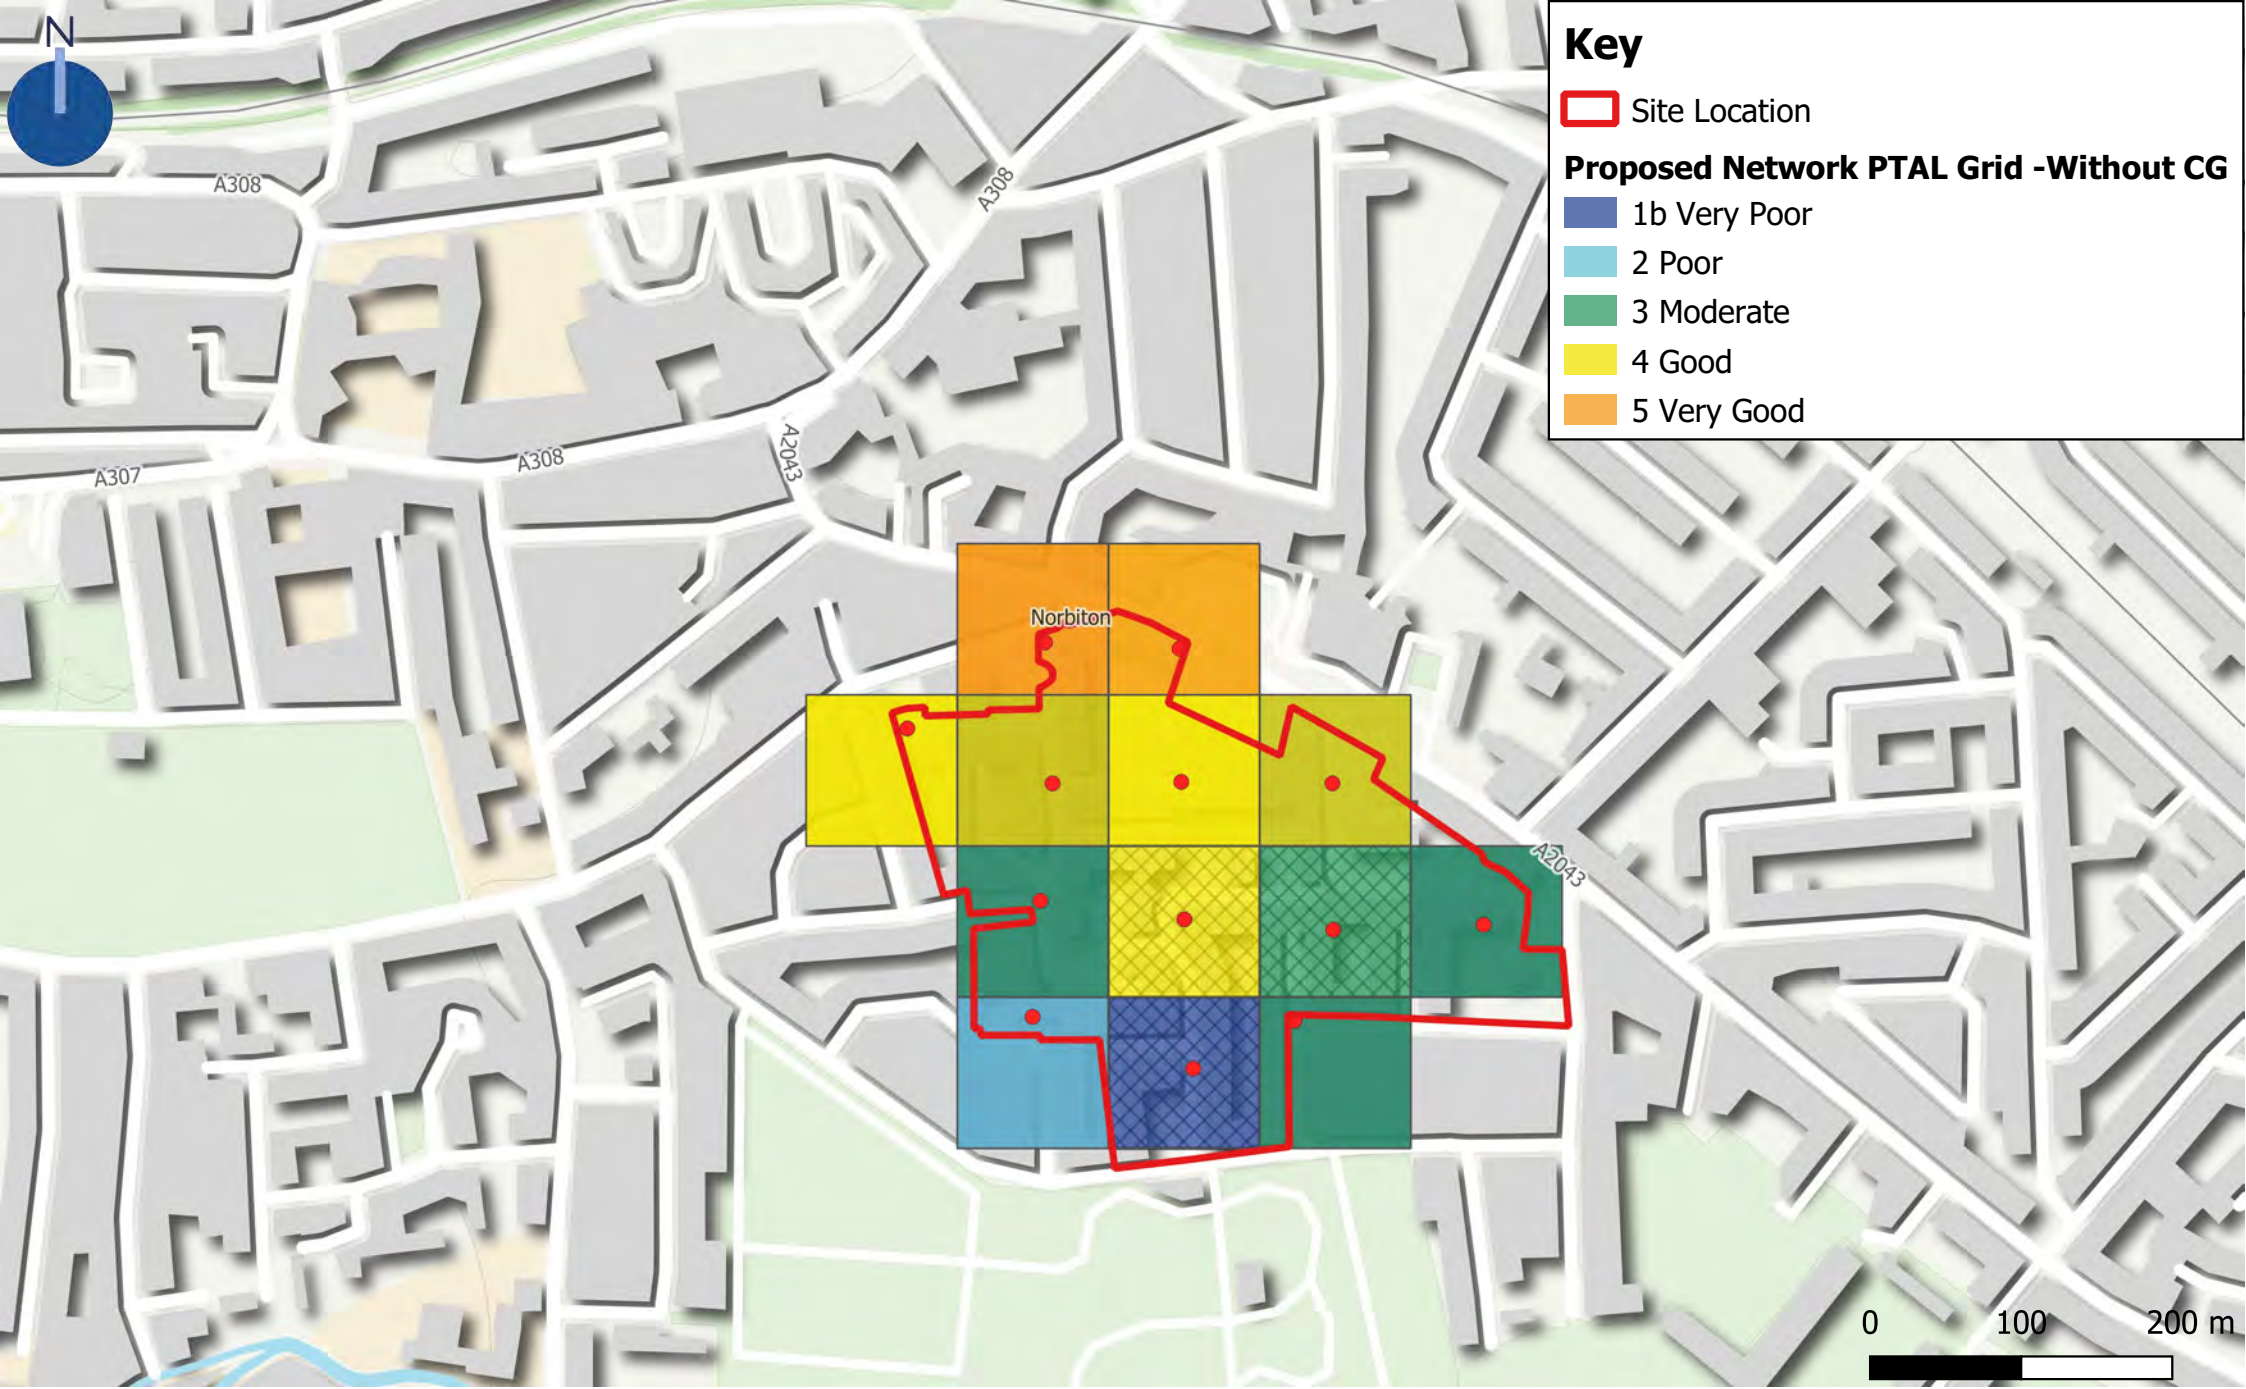 N
Key
Site Location
Proposed Network PTAL Grid -Without CG
1b Very Poor
2 Poor
3 Moderate
4 Good
5 Very Good
A308
A308
A2043
A308
A307
Norbiton
A2043
0 100 200 m